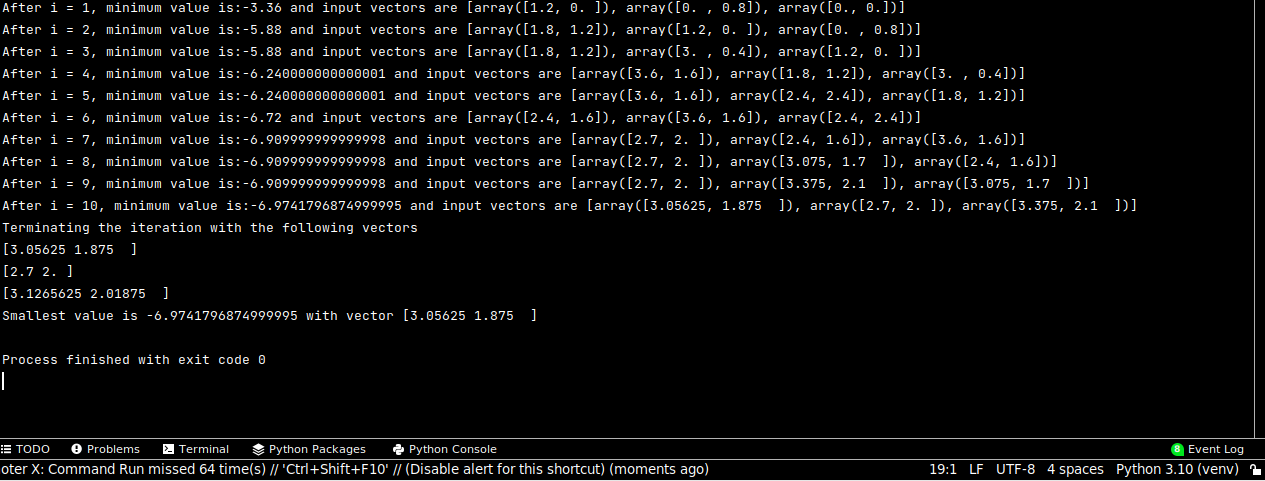 After i = 1, minimum value is:-3.36 and input vectors are [array([1.2, 0. ]), array([0. , 0.8]), array([0., 0.])]
After i = 2, minimum value is:-5.88 and input vectors are [array([1.8, 1.2]), array([1.2, 0. ]), array([0. , 0.8])]
After i = 3, minimum value is:-5.88 and input vectors are [array([1.8, 1.2]), array([3. , 0.4]), array([1.2, 0. ])]
After i = 4, minimum value is:-6.240000000000001 and input vectors are [array([3.6, 1.6]), array([1.8, 1.2]), array([3. , 0.4])]
After i = 5, minimum value is:-6.240000000000001 and input vectors are [array([3.6, 1.6]), array([2.4, 2.4]), array([1.8, 1.2])]
After i = 6, minimum value is:-6.72 and input vectors are [array([2.4, 1.6]), array([3.6, 1.6]), array([2.4, 2.4])]
After i = 7, minimum value is:-6.909999999999998 and input vectors are [array([2.7, 2. ]), array([2.4, 1.6]), array([3.6, 1.6])]
After i = 8, minimum value is:-6.909999999999998 and input vectors are [array([2.7, 2. ]), array([3.075, 1.7  ]), array([2.4, 1.6])]
After i = 9, minimum value is:-6.909999999999998 and input vectors are [array([2.7, 2. ]), array([3.375, 2.1  ]), array([3.075, 1.7  ])]
After i = 10, minimum value is:-6.9741796874999995 and input vectors are [array([3.05625, 1.875  ]), array([2.7, 2. ]), array([3.375, 2.1  ])]
Terminating the iteration with the following vectors
[3.05625 1.875  ]
[2.7 2. ]
[3.1265625 2.01875  ]
Smallest value is -6.9741796874999995 with vector [3.05625 1.875  ]
Process finished with exit code 0
TODO Problems Terminal Python Packages Python Console 8 Event Log
oter X: Command Run missed 64 time(s) // 'Ctrl+Shift+F10' // (Disable alert for this shortcut) (moments ago) 19:1 LF UTF-8 4 spaces Python 3.10 (venv)